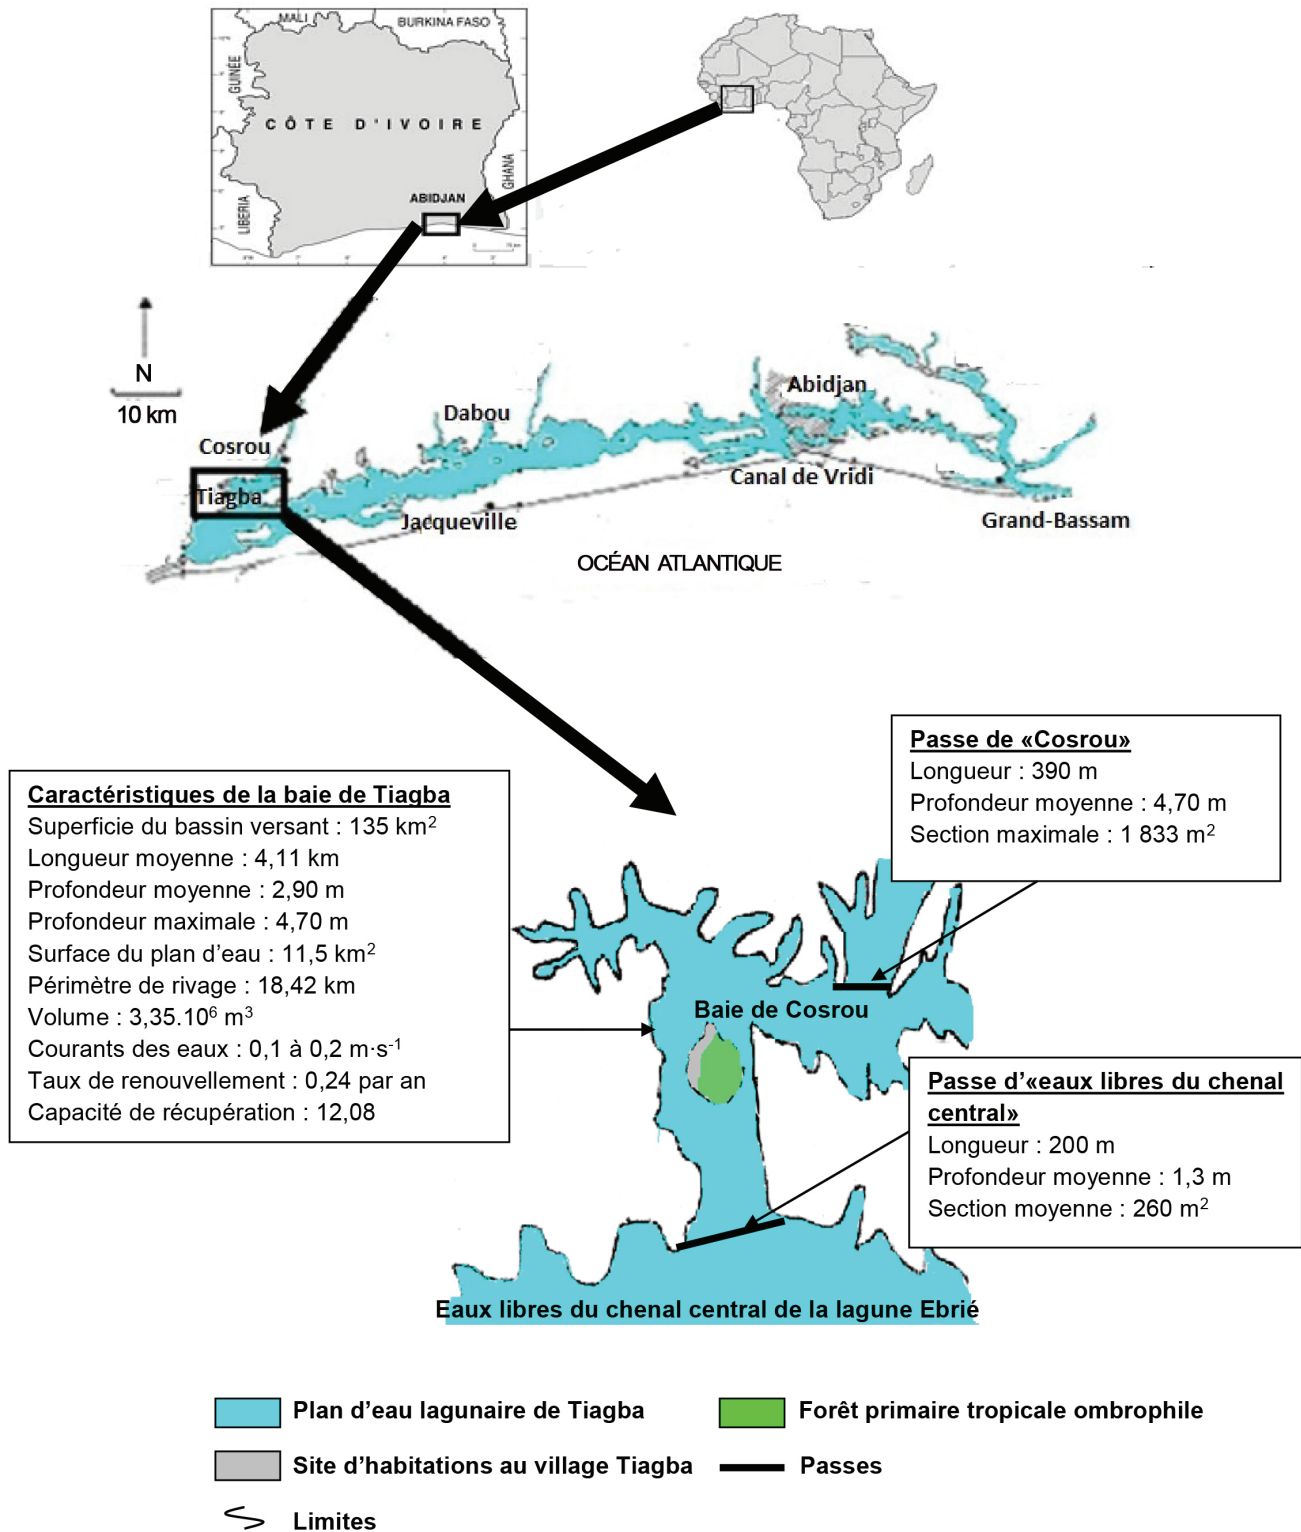 MALI
BURKINA FASO
GUINÉE
CÔTE D'IVOIRE
GHANA
ABIDJAN
LIBERIA
N
10 km
Cosrou
Tiagba
Dabou
Abidjan
Canal de Vridi
Jacqueville
Grand-Bassam
OCÉAN ATLANTIQUE
Passe de «Cosrou»
Longueur : 390 m
Profondeur moyenne : 4,70 m
Section maximale : 1 833 m²
Caractéristiques de la baie de Tiagba
Superficie du bassin versant : 135 km²
Longueur moyenne : 4,11 km
Profondeur moyenne : 2,90 m
Profondeur maximale : 4,70 m
Surface du plan d’eau : 11,5 km²
Périmètre de rivage : 18,42 km
Volume : 3,35.10⁶ m³
Courants des eaux : 0,1 à 0,2 m·s⁻¹
Taux de renouvellement : 0,24 par an
Capacité de récupération : 12,08
Baie de Cosrou
Passe d’«eaux libres du chenal
central»
Longueur : 200 m
Profondeur moyenne : 1,3 m
Section moyenne : 260 m²
Eaux libres du chenal central de la lagune Ebrié
Plan d’eau lagunaire de Tiagba
Forêt primaire tropicale ombrophile
Site d’habitations au village Tiagba
Passes
Limites